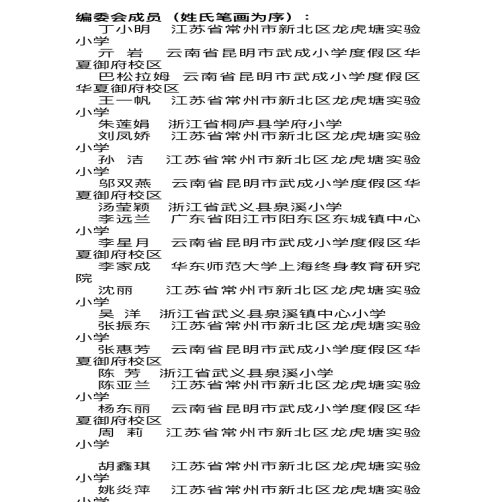 编委会成员（姓氏笔画为序）：
丁小明 江苏省常州市新北区龙虎塘实验
小学
亓 岩 云南省昆明市武成小学度假区华
夏御府校区
巴松拉姆 云南省昆明市武成小学度假区
华夏御府校区
王一帆 江苏省常州市新北区龙虎塘实验
小学
朱莲娟 浙江省桐庐县学府小学
刘凤娇 江苏省常州市新北区龙虎塘实验
小学
孙 洁 江苏省常州市新北区龙虎塘实验
小学
邬双燕 云南省昆明市武成小学度假区华
夏御府校区
汤莹颖 浙江省武义县泉溪小学
李远兰 广东省阳江市阳东区东城镇中心
小学
李星月 云南省昆明市武成小学度假区华
夏御府校区
李家成 华东师范大学上海终身教育研究
院
沈丽 江苏省常州市新北区龙虎塘实验
小学
吴 洋 浙江省武义县泉溪镇中心小学
张振东 江苏省常州市新北区龙虎塘实验
小学
张惠芳 云南省昆明市武成小学度假区华
夏御府校区
陈 芳 浙江省武义县泉溪小学
陈亚兰 江苏省常州市新北区龙虎塘实验
小学
杨东丽 云南省昆明市武成小学度假区华
夏御府校区
周 莉 江苏省常州市新北区龙虎塘实验
小学
胡鑫琪 江苏省常州市新北区龙虎塘实验
小学
姚炎萍 江苏省常州市新北区龙虎塘实验
小学